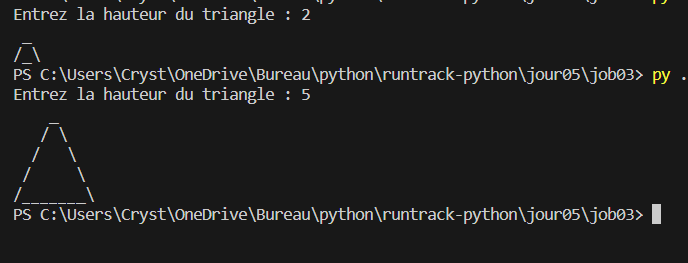 Entrez la hauteur du triangle : 2
 _
/_\
PS C:\Users\Cryst\OneDrive\Bureau\python\runtrack-python\jour05\job03> py .
Entrez la hauteur du triangle : 5
    _
   / \
  /   \
 /     \
/_______\
PS C:\Users\Cryst\OneDrive\Bureau\python\runtrack-python\jour05\job03>